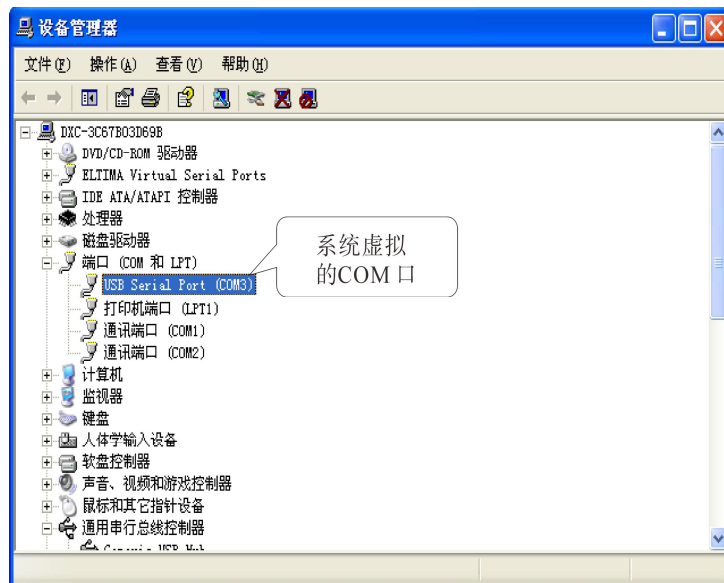 设备管理器
文件(F) 操作(A) 查看(V) 帮助(H)
DXC-3C67B03D69B
DVD/CD-ROM 驱动器
ELTIMA Virtual Serial Ports
IDE ATA/ATAPI 控制器
处理器
磁盘驱动器
端口 (COM 和 LPT)
USB Serial Port (COM3)
系统虚拟
的COM 口
打印机端口 (LPT1)
通讯端口 (COM1)
通讯端口 (COM2)
计算机
监视器
键盘
人体学输入设备
软盘控制器
声音、视频和游戏控制器
鼠标和其它指针设备
通用串行总线控制器
Generic USB Hub